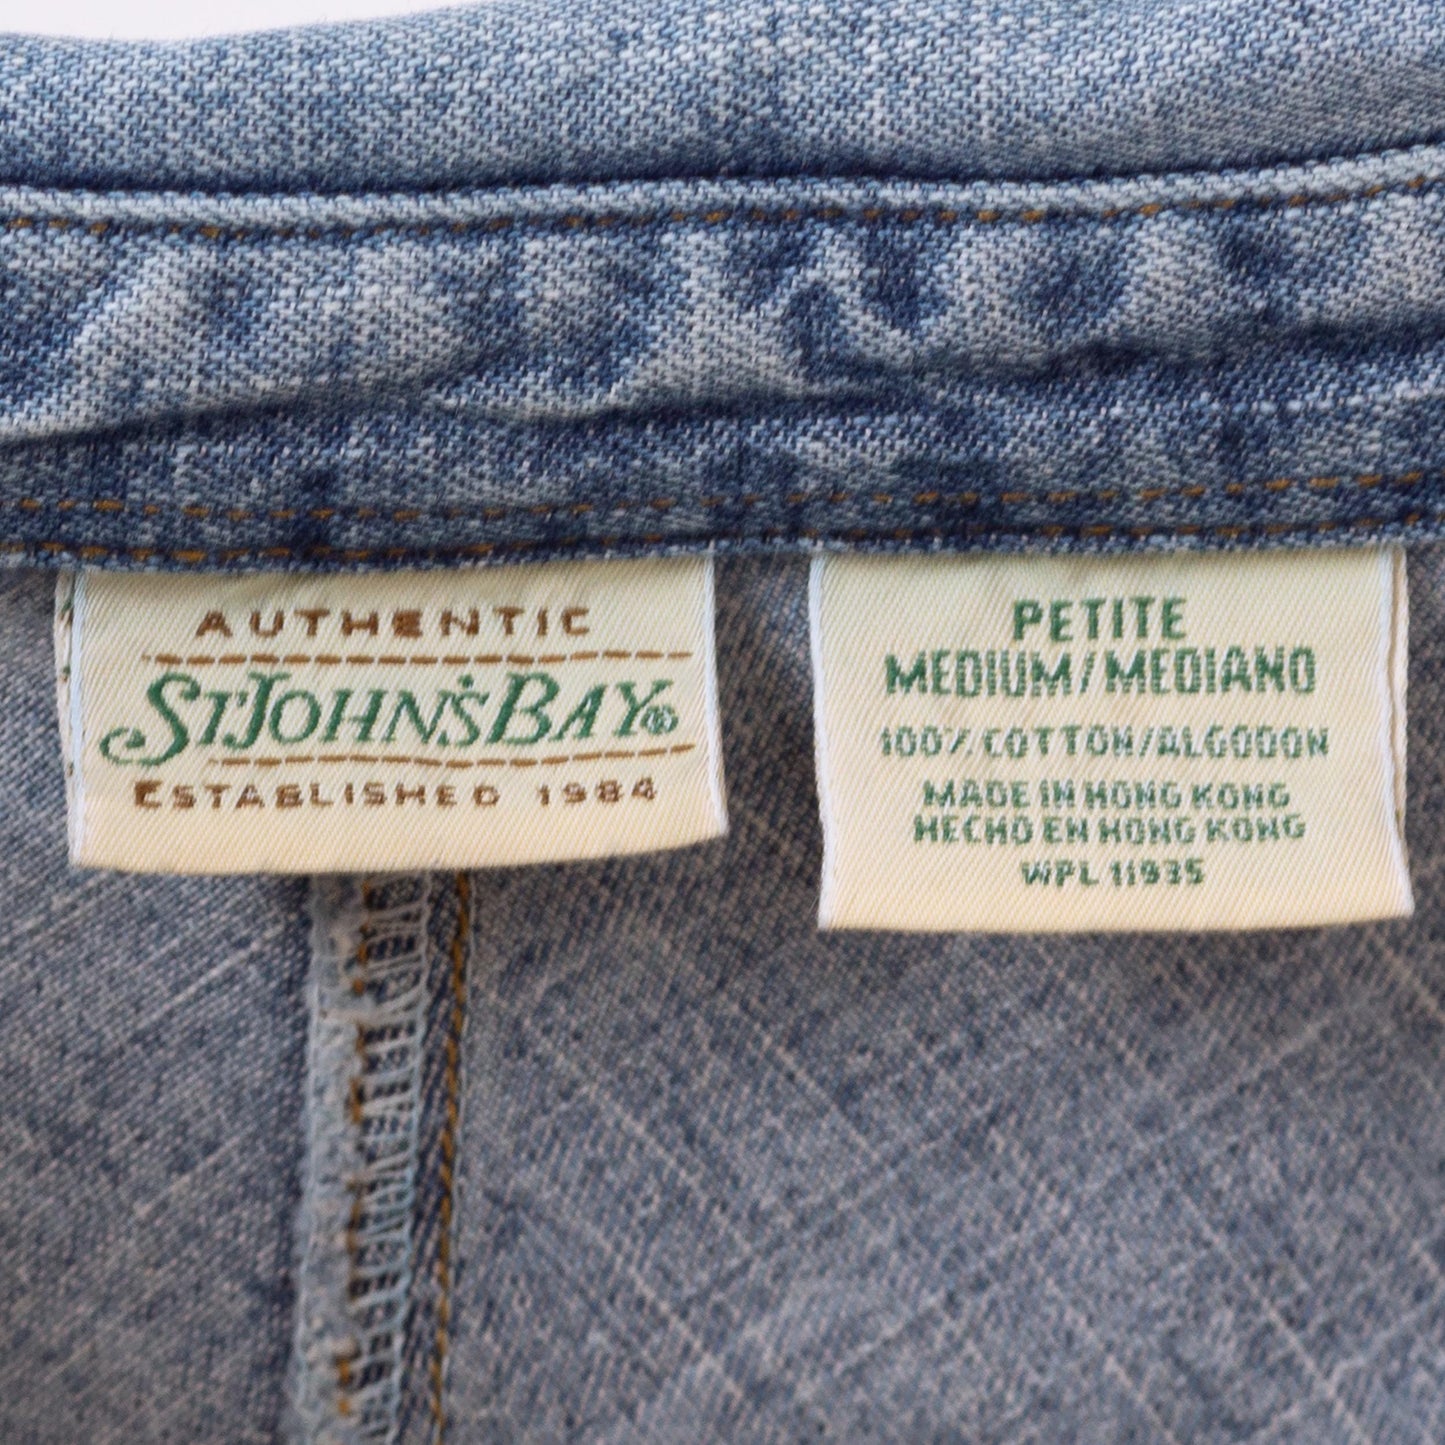 AUTHENTIC
ST. JOHN'S BAY®
ESTABLISHED 1984
PETITE
MEDIUM/MEDIANO
100% COTTON/ALGODON
MADE IN HONG KONG
HECHO EN HONG KONG
WPL 11935